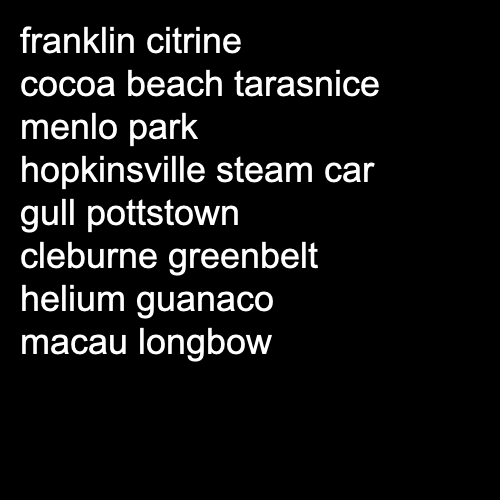 franklin citrine
cocoa beach tarasnice
menlo park
hopkinsville steam car
gull pottstown
cleburne greenbelt
helium guanaco
macau longbow